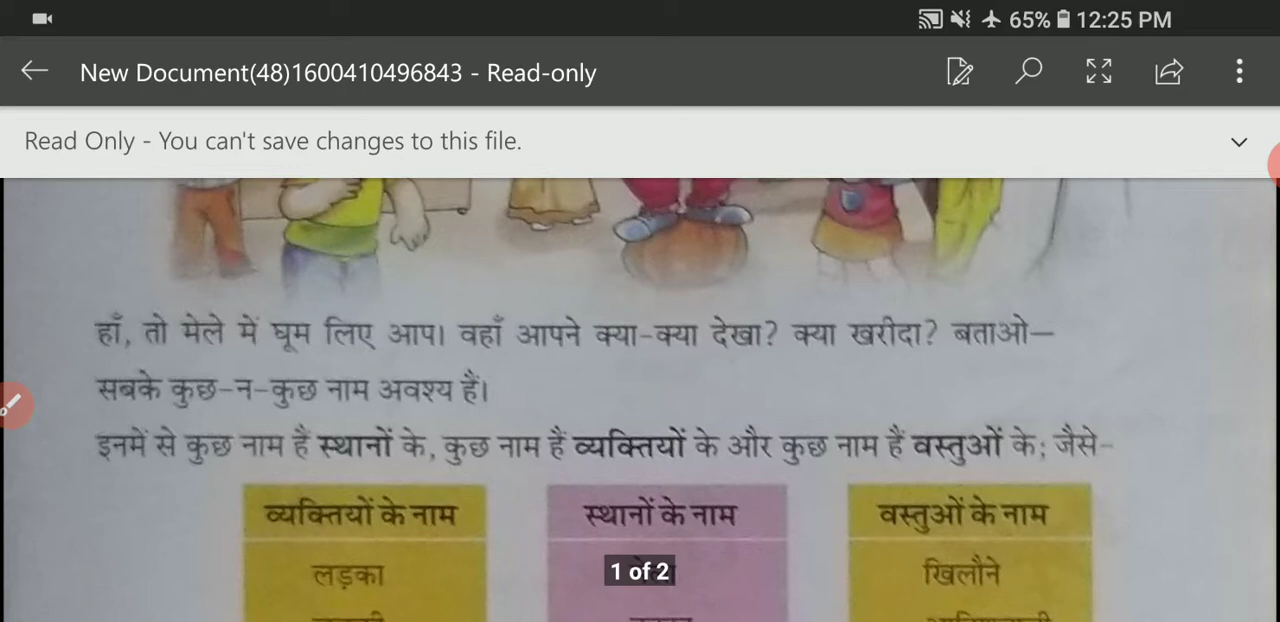 65% 12:25 PM
New Document(48)1600410496843 - Read-only
Read Only - You can't save changes to this file.
हाँ, तो मेले में घूम लिए आप। वहाँ आपने क्या-क्या देखा? क्या खरीदा? बताओ—
सबके कुछ-न-कुछ नाम अवश्य हैं।
इनमें से कुछ नाम हैं स्थानों के, कुछ नाम हैं व्यक्तियों के और कुछ नाम हैं वस्तुओं के; जैसे-
व्यक्तियों के नाम स्थानों के नाम वस्तुओं के नाम
लड़का 1 of 2 खिलौने